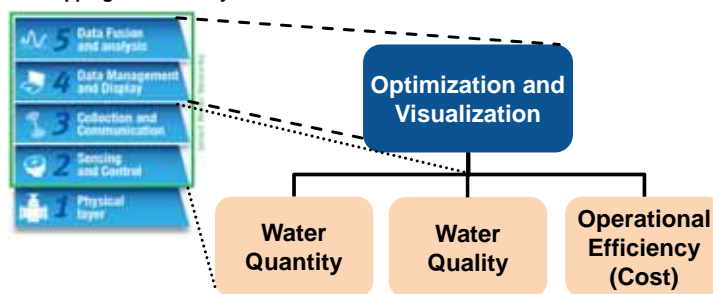 5 Data Fusion
and analysis
4 Data Management
and Display
3 Collection and
Communication
2 Sensing
and Control
1 Physical
layer
Optimization and
Visualization
Water
Quantity
Water
Quality
Operational
Efficiency
(Cost)